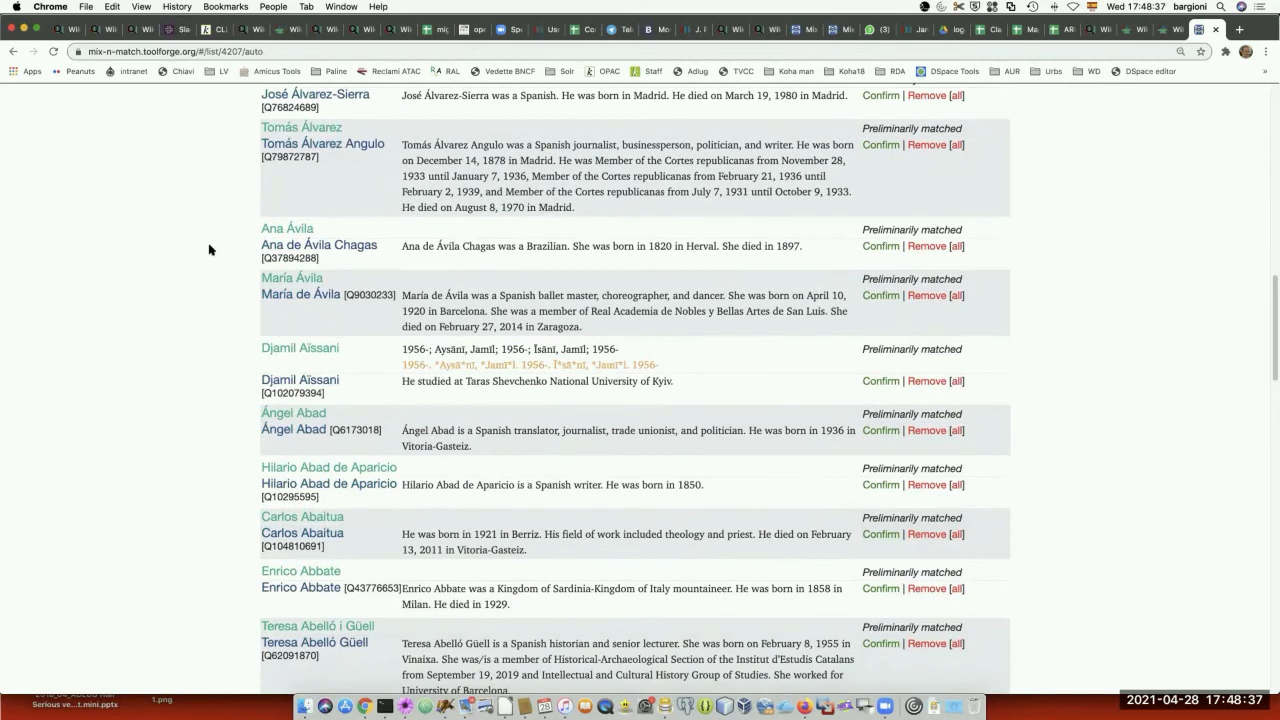 Chrome File Edit View History Bookmarks People Tab Window Help Wed 17:48:37 bargioni
mix-n-match.toolforge.org/#/list/4207/auto
Apps Peanuts intranet Chiavi LV Amicus Tools Paline Reclami ATAC RAL Vedette BNCF Solr OPAC Staff Adlug TVCC Koha man Koha18 RDA DSpace Tools AUR Urbs WD DSpace editor »
José Álvarez-Sierra José Álvarez-Sierra was a Spanish. He was born in Madrid. He died on March 19, 1980 in Madrid. Confirm | Remove [all]
[Q76824689]
Tomás Álvarez Preliminarily matched
Tomás Álvarez Angulo Tomás Álvarez Angulo was a Spanish journalist, businessperson, politician, and writer. He was born Confirm | Remove [all]
[Q79872787] on December 14, 1878 in Madrid. He was Member of the Cortes republicanas from November 28,
1933 until January 7, 1936, Member of the Cortes republicanas from February 21, 1936 until
February 2, 1939, and Member of the Cortes republicanas from July 7, 1931 until October 9, 1933.
He died on August 8, 1970 in Madrid.
Ana Ávila Preliminarily matched
Ana de Ávila Chagas Ana de Ávila Chagas was a Brazilian. She was born in 1820 in Herval. She died in 1897. Confirm | Remove [all]
[Q37894288]
María Ávila Preliminarily matched
María de Ávila [Q9030233] María de Ávila was a Spanish ballet master, choreographer, and dancer. She was born on April 10, Confirm | Remove [all]
1920 in Barcelona. She was a member of Real Academia de Nobles y Bellas Artes de San Luis. She
died on February 27, 2014 in Zaragoza.
Djamil Aïssani 1956-; Aysānī, Jamīl; 1956-; Īsānī, Jamīl; 1956- Preliminarily matched
1956-. *Aysā*nī, *Jamī*l. 1956-. Ī*sā*nī, *Jamī*l. 1956-
Djamil Aïssani He studied at Taras Shevchenko National University of Kyiv. Confirm | Remove [all]
[Q102079394]
Ángel Abad Preliminarily matched
Ángel Abad [Q6173018] Ángel Abad is a Spanish translator, journalist, trade unionist, and politician. He was born in 1936 in Confirm | Remove [all]
Vitoria-Gasteiz.
Hilario Abad de Aparicio Preliminarily matched
Hilario Abad de Aparicio Hilario Abad de Aparicio is a Spanish writer. He was born in 1850. Confirm | Remove [all]
[Q10295595]
Carlos Abaitua Preliminarily matched
Carlos Abaitua He was born in 1921 in Berriz. His field of work included theology and priest. He died on February Confirm | Remove [all]
[Q104810691] 13, 2011 in Vitoria-Gasteiz.
Enrico Abbate Preliminarily matched
Enrico Abbate [Q43776653] Enrico Abbate was a Kingdom of Sardinia-Kingdom of Italy mountaineer. He was born in 1858 in Confirm | Remove [all]
Milan. He died in 1929.
Teresa Abelló i Güell Preliminarily matched
Teresa Abelló Güell Teresa Abelló Güell is a Spanish historian and senior lecturer. She was born on February 8, 1955 in Confirm | Remove [all]
[Q62091870] Vinaixa. She was/is a member of Historical-Archaeological Section of the Institut d'Estudis Catalans
from September 19, 2019 and Intellectual and Cultural History Group of Studies. She worked for
University of Barcelona.
Serious ve...t.mini.pptx 1.png
2021-04-28 17:48:37